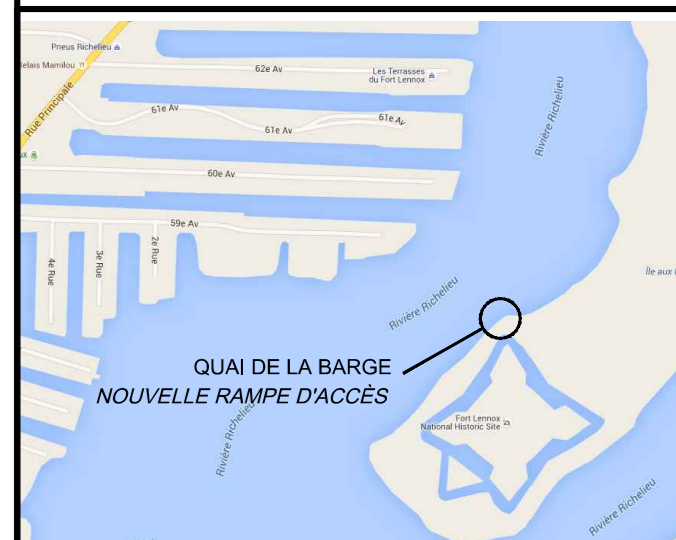 Pneus Richelieu
elais Mamilou
62e Av
Les Terrasses
du Fort Lennox
Rue Principale
61e Av
61e Av
61e Av
Rivière Richelieu
ux
60e Av
59e Av
4e Rue
3e Rue
2e Rue
Île aux
Rivière Richelieu
QUAI DE LA BARGE
NOUVELLE RAMPE D'ACCÈS
Rivière Richelieu
Fort Lennox
National Historic Site
Rivière Richelieu